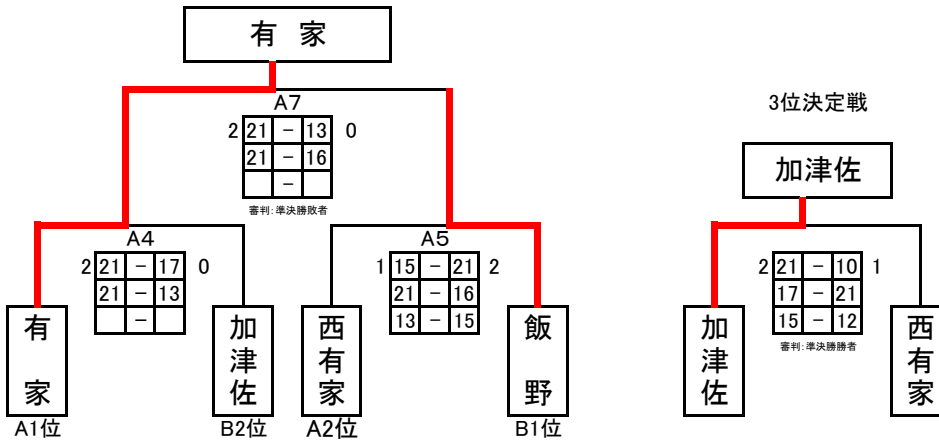 有 家
A7
2 21 － 13 0
21 － 16
－
審判：準決勝敗者
A4
2 21 － 17 0
21 － 13
－
A5
1 15 － 21 2
21 － 16
13 － 15
有 家
加津佐
西有家
飯 野
A1位
B2位
A2位
B1位
3位決定戦
加津佐
2 21 － 10 1
17 － 21
15 － 12
審判：準決勝勝者
加津佐
西有家